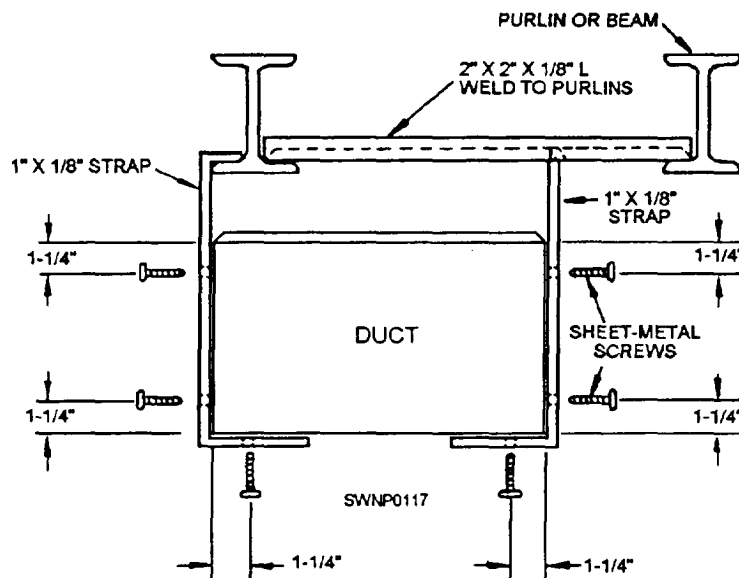 PURLIN OR BEAM
2" X 2" X 1/8" L
WELD TO PURLINS
1" X 1/8" STRAP
1" X 1/8"
STRAP
1-1/4"
1-1/4"
DUCT
SHEET-METAL
SCREWS
1-1/4"
1-1/4"
SWNP0117
1-1/4"
1-1/4"